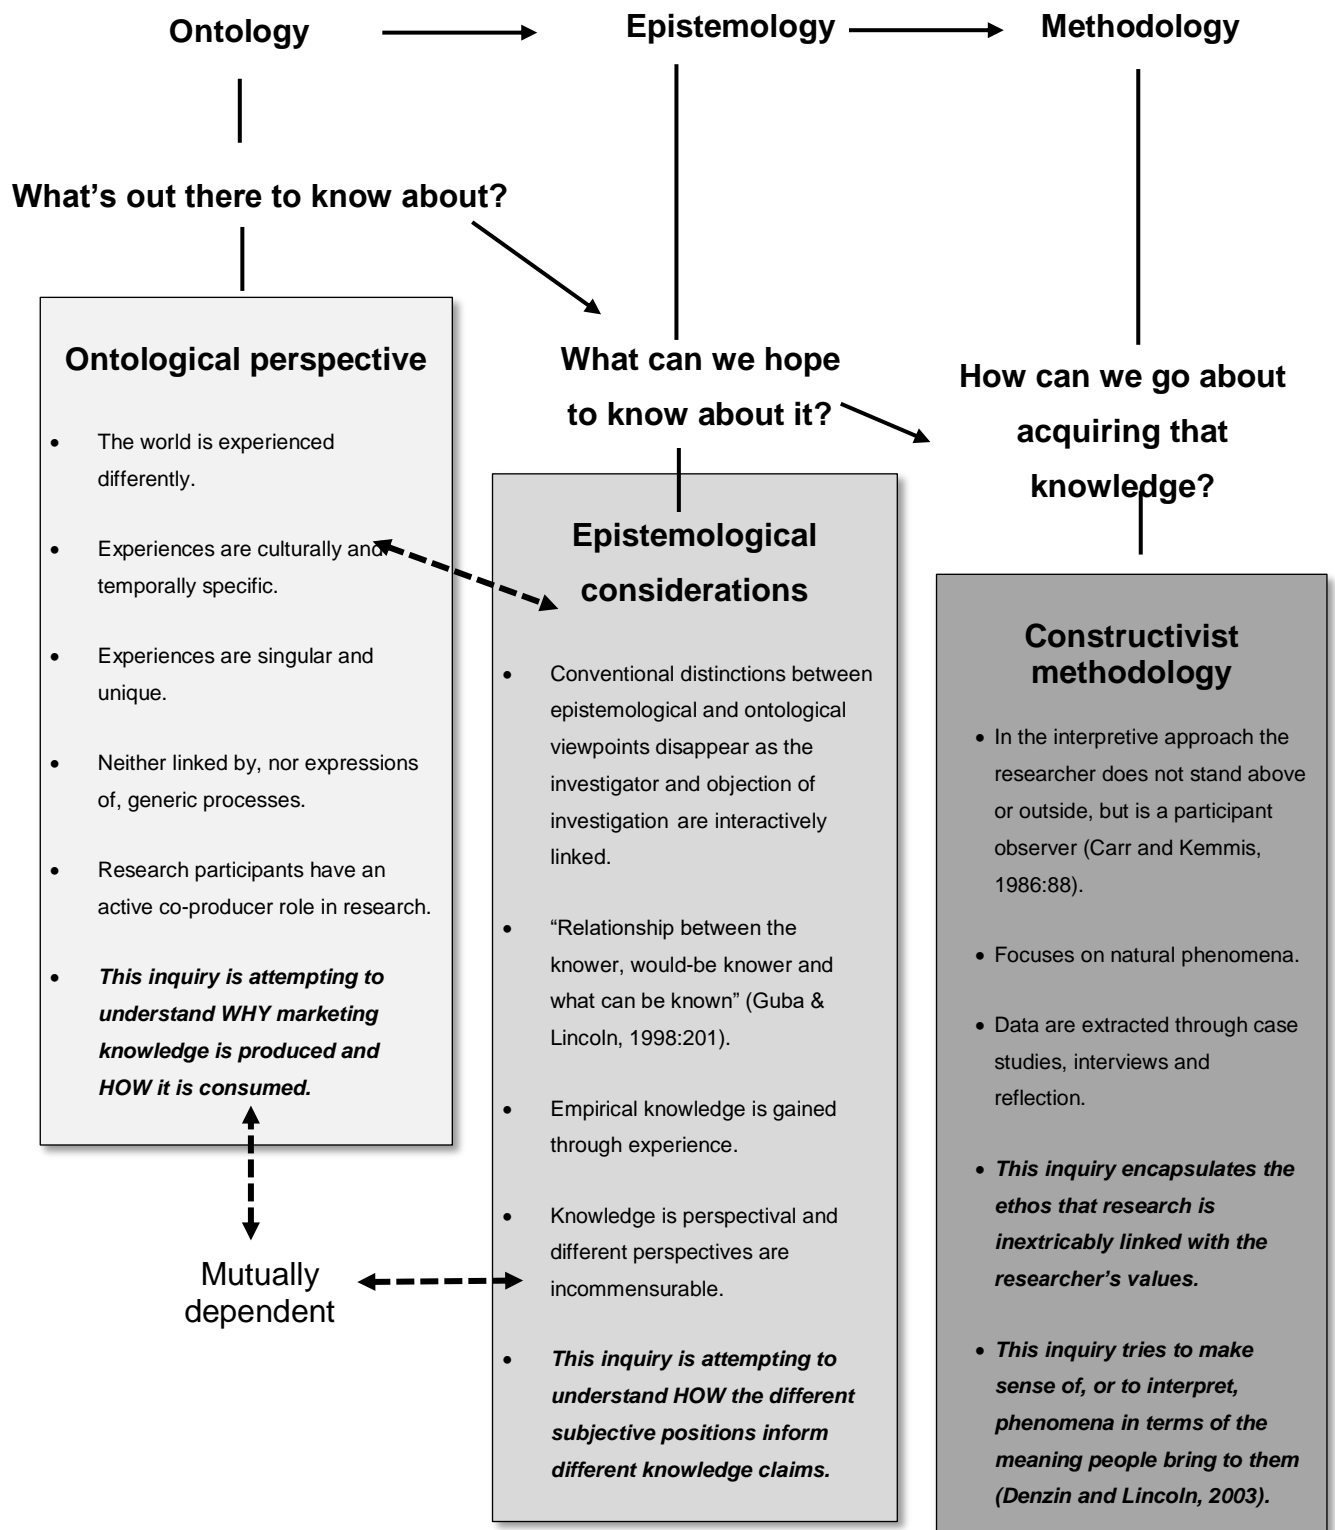 Ontology
Epistemology
Methodology
What’s out there to know about?
What can we hope
to know about it?
How can we go about
acquiring that
knowledge?
Ontological perspective
• The world is experienced
differently.
• Experiences are culturally and
temporally specific.
• Experiences are singular and
unique.
• Neither linked by, nor expressions
of, generic processes.
• Research participants have an
active co-producer role in research.
• This inquiry is attempting to
understand WHY marketing
knowledge is produced and
HOW it is consumed.
Mutually
dependent
Epistemological
considerations
• Conventional distinctions between
epistemological and ontological
viewpoints disappear as the
investigator and objection of
investigation are interactively
linked.
• “Relationship between the
knower, would-be knower and
what can be known” (Guba &
Lincoln, 1998:201).
• Empirical knowledge is gained
through experience.
• Knowledge is perspectival and
different perspectives are
incommensurable.
• This inquiry is attempting to
understand HOW the different
subjective positions inform
different knowledge claims.
Constructivist
methodology
• In the interpretive approach the
researcher does not stand above
or outside, but is a participant
observer (Carr and Kemmis,
1986:88).
• Focuses on natural phenomena.
• Data are extracted through case
studies, interviews and
reflection.
• This inquiry encapsulates the
ethos that research is
inextricably linked with the
researcher’s values.
• This inquiry tries to make
sense of, or to interpret,
phenomena in terms of the
meaning people bring to them
(Denzin and Lincoln, 2003).